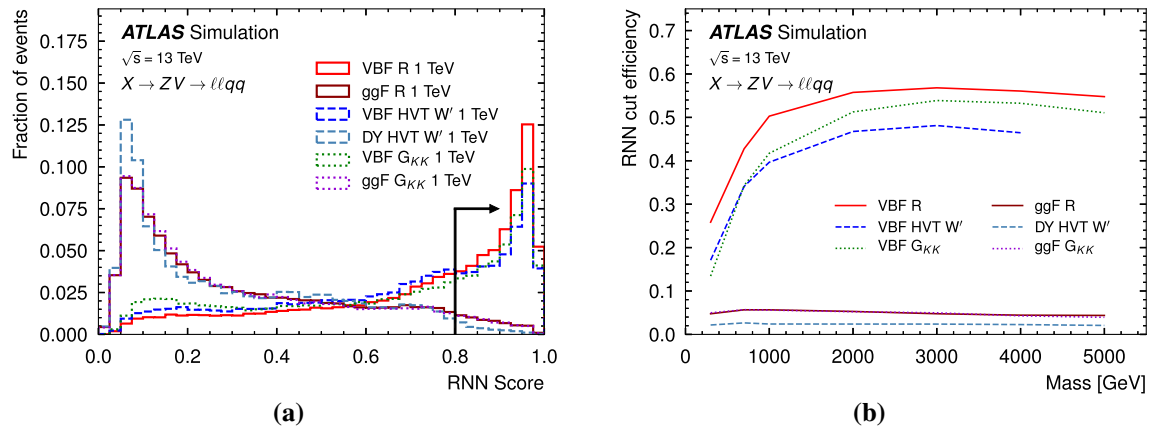 ATLAS Simulation
√s = 13 TeV
X → ZV → ℓℓqq
VBF R 1 TeV
ggF R 1 TeV
VBF HVT W′ 1 TeV
DY HVT W′ 1 TeV
VBF G_KK 1 TeV
ggF G_KK 1 TeV
Fraction of events
0.175
0.150
0.125
0.100
0.075
0.050
0.025
0.000
0.0 0.2 0.4 0.6 0.8 1.0
RNN Score
(a)
ATLAS Simulation
√s = 13 TeV
X → ZV → ℓℓqq
RNN cut efficiency
0.7
0.6
0.5
0.4
0.3
0.2
0.1
0.0
VBF R
VBF HVT W′
VBF G_KK
ggF R
DY HVT W′
ggF G_KK
0 1000 2000 3000 4000 5000
Mass [GeV]
(b)